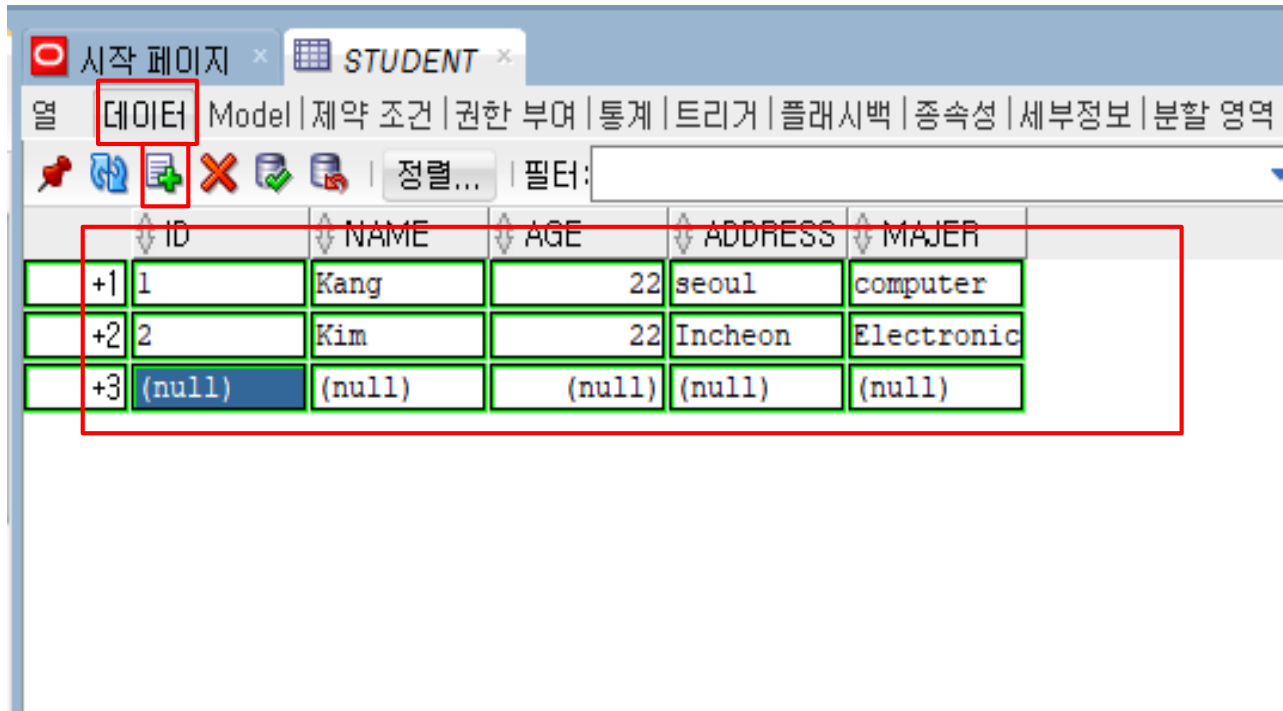 시작 페이지 × STUDENT ×
열 데이터 Model|제약 조건|권한 부여|통계|트리거|플래시백|종속성|세부정보|분할 영역
정렬... 필터:
ID NAME AGE ADDRESS MAJER
+1 1 Kang 22 seoul computer
+2 2 Kim 22 Incheon Electronic
+3 (null) (null) (null) (null) (null)